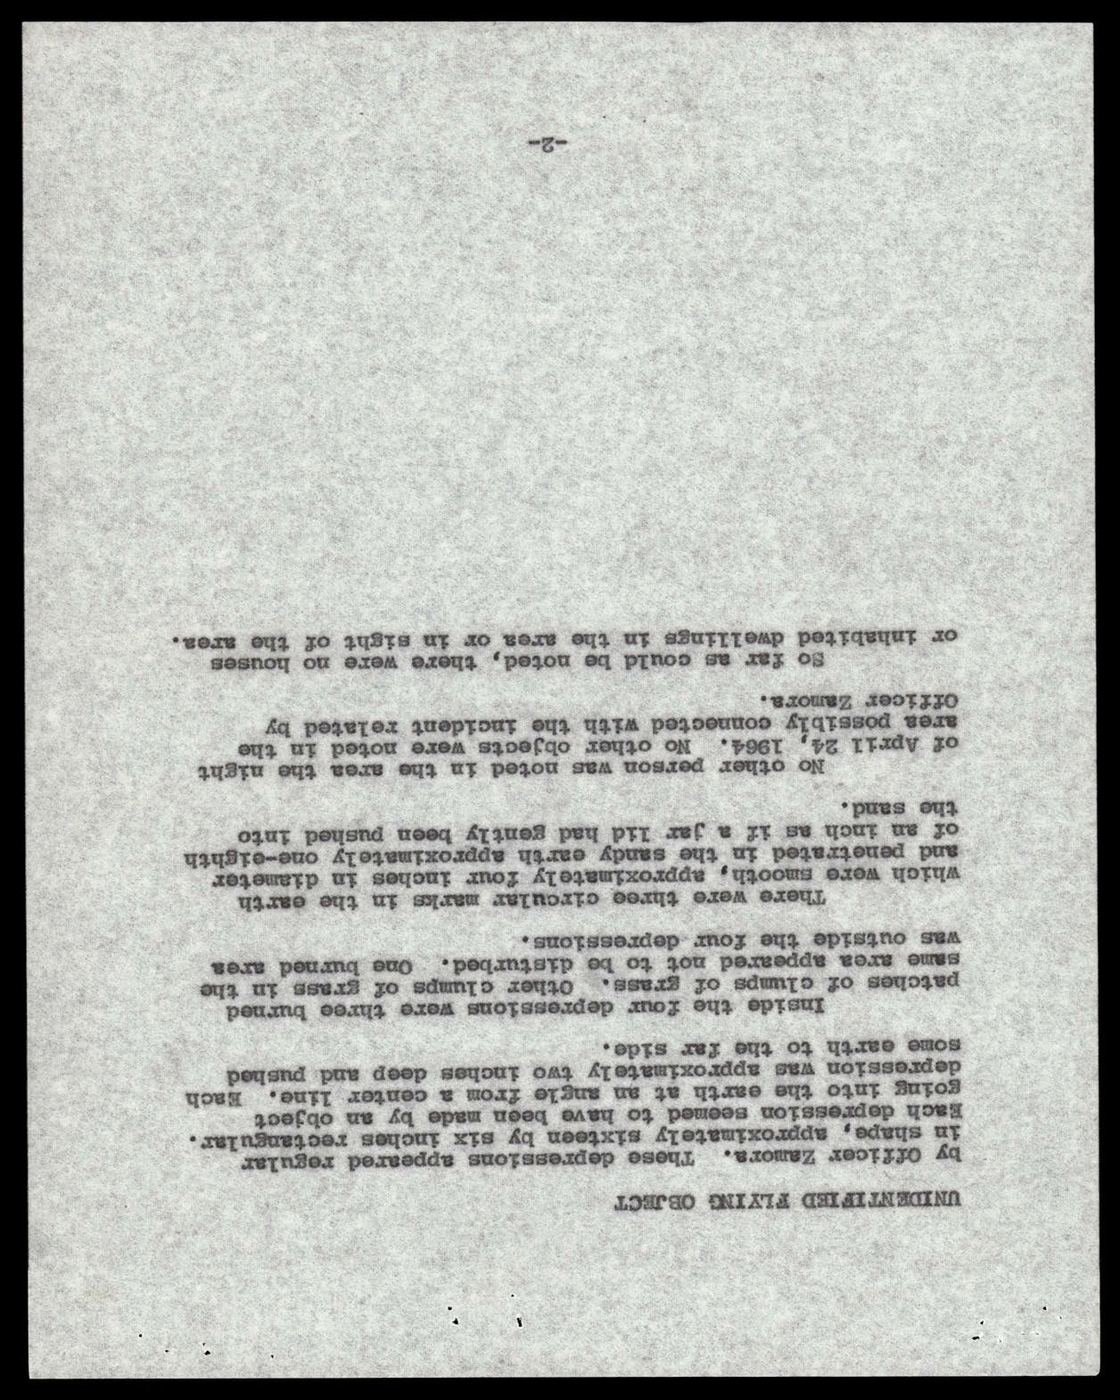 UNIDENTIFIED FLYING OBJECT
by Officer Zamora. These depressions appeared regular
in shape, approximately sixteen by six inches rectangular.
Each depression seemed to have been made by an object
going into the earth at an angle from a center line. Each
depression was approximately two inches deep and pushed
some earth to the far side.
Inside the four depressions were three burned
patches of clumps of grass. Other clumps of grass in the
same area appeared not to be disturbed. One burned area
was outside the four depressions.
There were three circular marks in the earth
which were smooth, approximately four inches in diameter
and penetrated in the sandy earth approximately one-eighth
of an inch as if a jar lid had gently been pushed into
the sand.
No other person was noted in the area the night
of April 24, 1964. No other objects were noted in the
area possibly connected with the incident related by
Officer Zamora.
So far as could be noted, there were no houses
or inhabited dwellings in the area or in sight of the area.
-2-